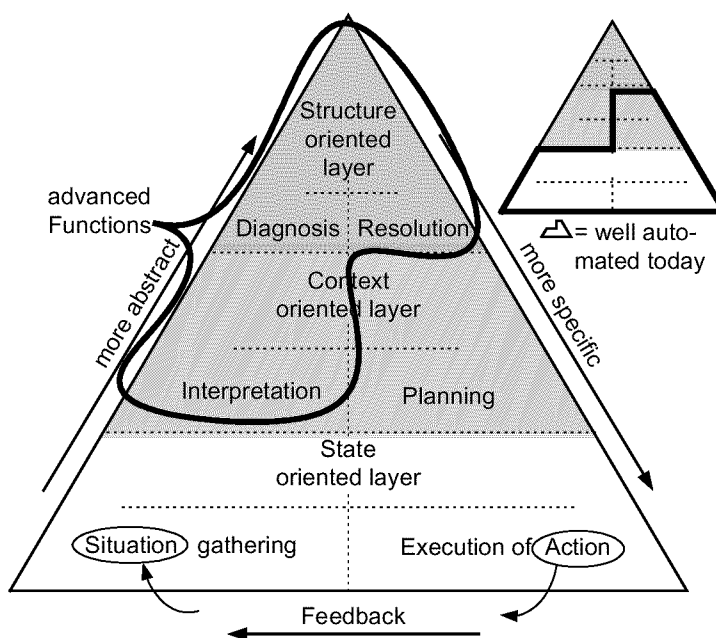 Structure
oriented
layer
advanced
Functions
Diagnosis
Resolution
= well auto-
mated today
more abstract
more specific
Context
oriented layer
Interpretation
Planning
State
oriented layer
Situation gathering
Execution of Action
Feedback